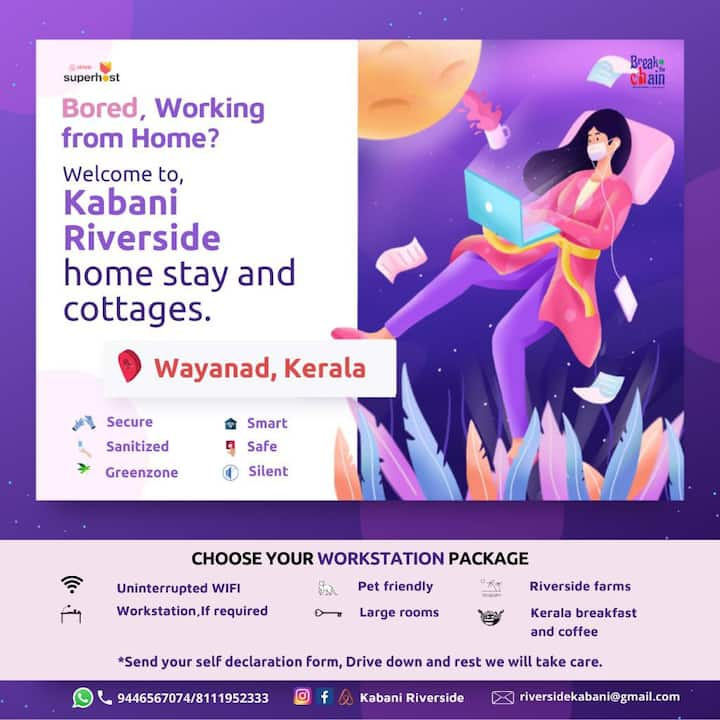 airbnb
superhost
Bored, Working
from Home?
Welcome to,
Kabani
Riverside
home stay and
cottages.
Wayanad, Kerala
Secure
Smart
Sanitized
Safe
Greenzone
Silent
Break
the
chain
CHOOSE YOUR WORKSTATION PACKAGE
Uninterrupted WIFI
Pet friendly
Riverside farms
Workstation,If required
Large rooms
Kerala breakfast
and coffee
*Send your self declaration form, Drive down and rest we will take care.
9446567074/8111952333
Kabani Riverside
riversidekabani@gmail.com